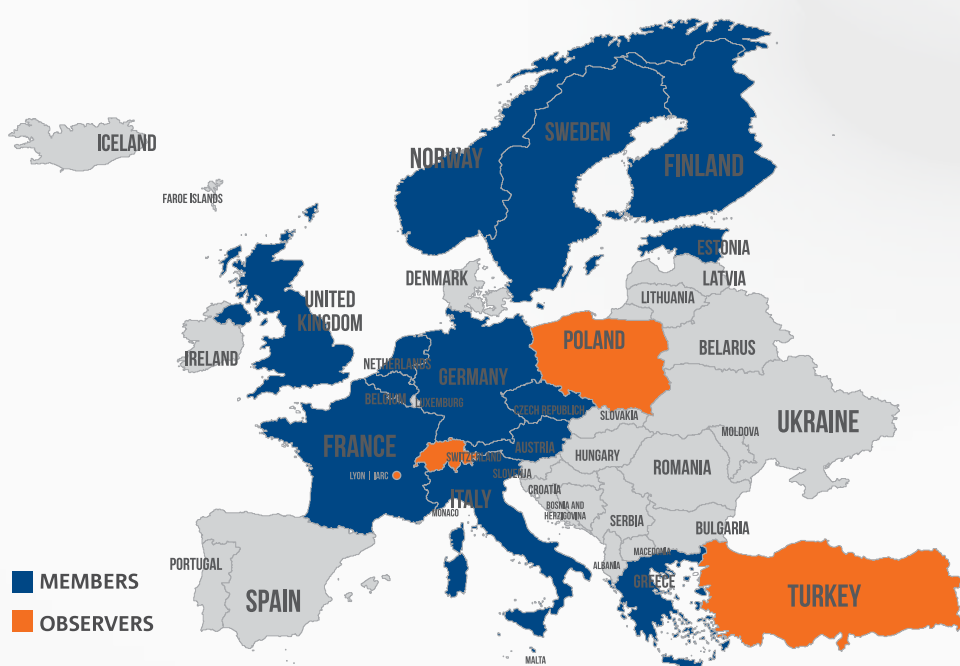 ICELAND
FAROE ISLANDS
NORWAY
SWEDEN
FINLAND
ESTONIA
LATVIA
LITHUANIA
DENMARK
UNITED
KINGDOM
IRELAND
NETHERLANDS
BELGIUM
LUXEMBURG
GERMANY
POLAND
BELARUS
CZECH REPUBLICH
SLOVAKIA
UKRAINE
MOLDOVA
FRANCE
LYON | IARC
SWITZERLAND
AUSTRIA
HUNGARY
ROMANIA
SLOVENIA
ITALY
MONACO
CROATIA
BOSNIA AND
HERZIGOVINA
SERBIA
BULGARIA
MACEDONIA
ALBANIA
GREECE
TURKEY
PORTUGAL
SPAIN
MALTA
MEMBERS
OBSERVERS